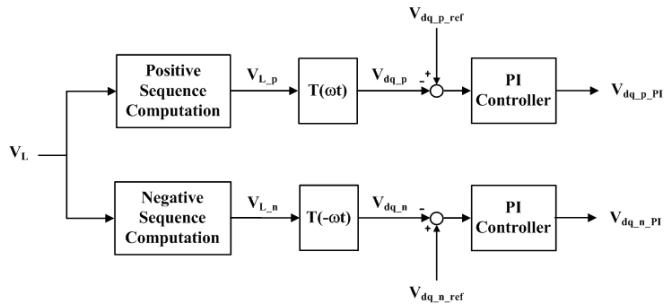 V_dq_p_ref
Positive
Sequence
Computation
V_L_p
T(ωt)
V_dq_p
- +
PI
Controller
V_dq_p_PI
V_L
Negative
Sequence
Computation
V_L_n
T(-ωt)
V_dq_n
-
+
PI
Controller
V_dq_n_PI
V_dq_n_ref